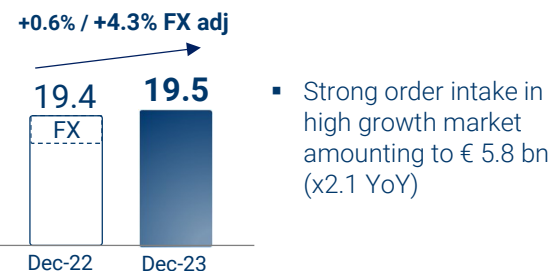 +0.6% / +4.3% FX adj
19.4
19.5
FX
Dec-22
Dec-23
▪ Strong order intake in
high growth market
amounting to € 5.8 bn
(x2.1 YoY)